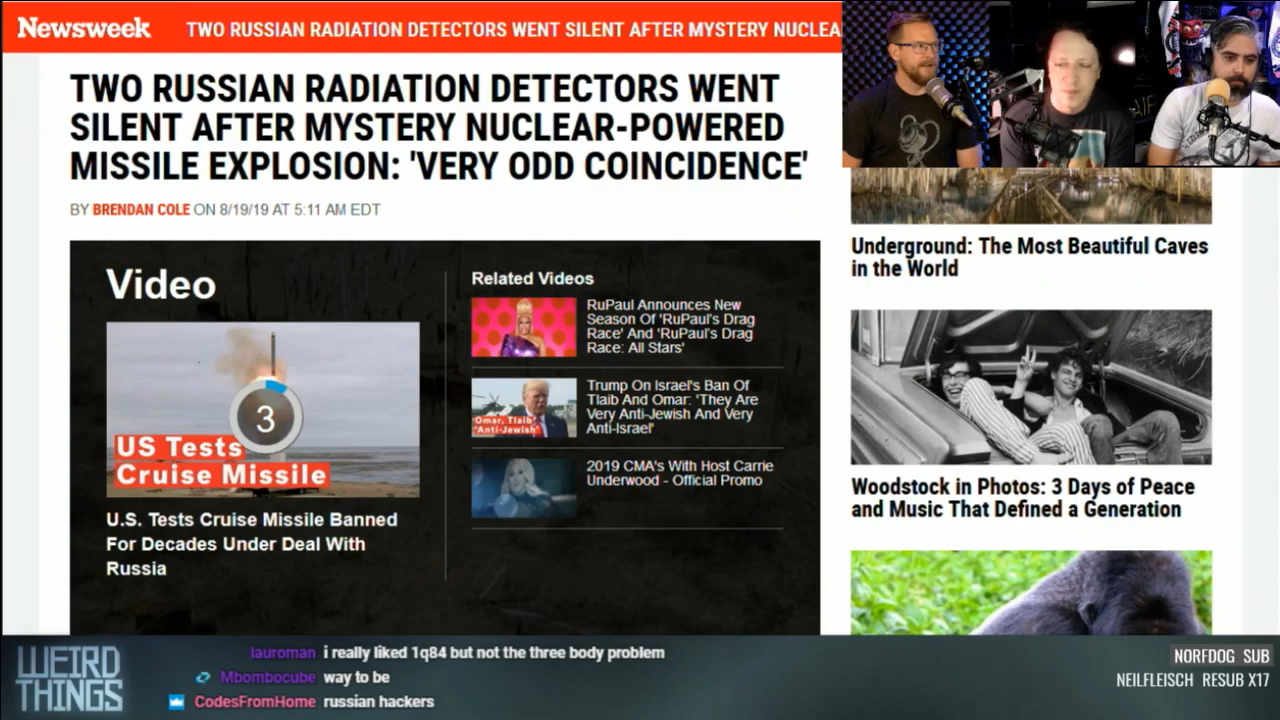 Newsweek
TWO RUSSIAN RADIATION DETECTORS WENT SILENT AFTER MYSTERY NUCLEA
TWO RUSSIAN RADIATION DETECTORS WENT
SILENT AFTER MYSTERY NUCLEAR-POWERED
MISSILE EXPLOSION: 'VERY ODD COINCIDENCE'
BY BRENDAN COLE ON 8/19/19 AT 5:11 AM EDT
Video
3
US Tests
Cruise Missile
U.S. Tests Cruise Missile Banned
For Decades Under Deal With
Russia
Related Videos
RuPaul Announces New
Season Of 'RuPaul's Drag
Race' And 'RuPaul's Drag
Race: All Stars'
Omar, Tlaib
'Anti-Jewish'
Trump On Israel's Ban Of
Tlaib And Omar: 'They Are
Very Anti-Jewish And Very
Anti-Israel'
2019 CMA's With Host Carrie
Underwood - Official Promo
Underground: The Most Beautiful Caves
in the World
Woodstock in Photos: 3 Days of Peace
and Music That Defined a Generation
WEIRD
THINGS
lauroman i really liked 1q84 but not the three body problem
Mbombocube way to be
CodesFromHome russian hackers
NORFDOG SUB
NEILFLEISCH RESUB X17